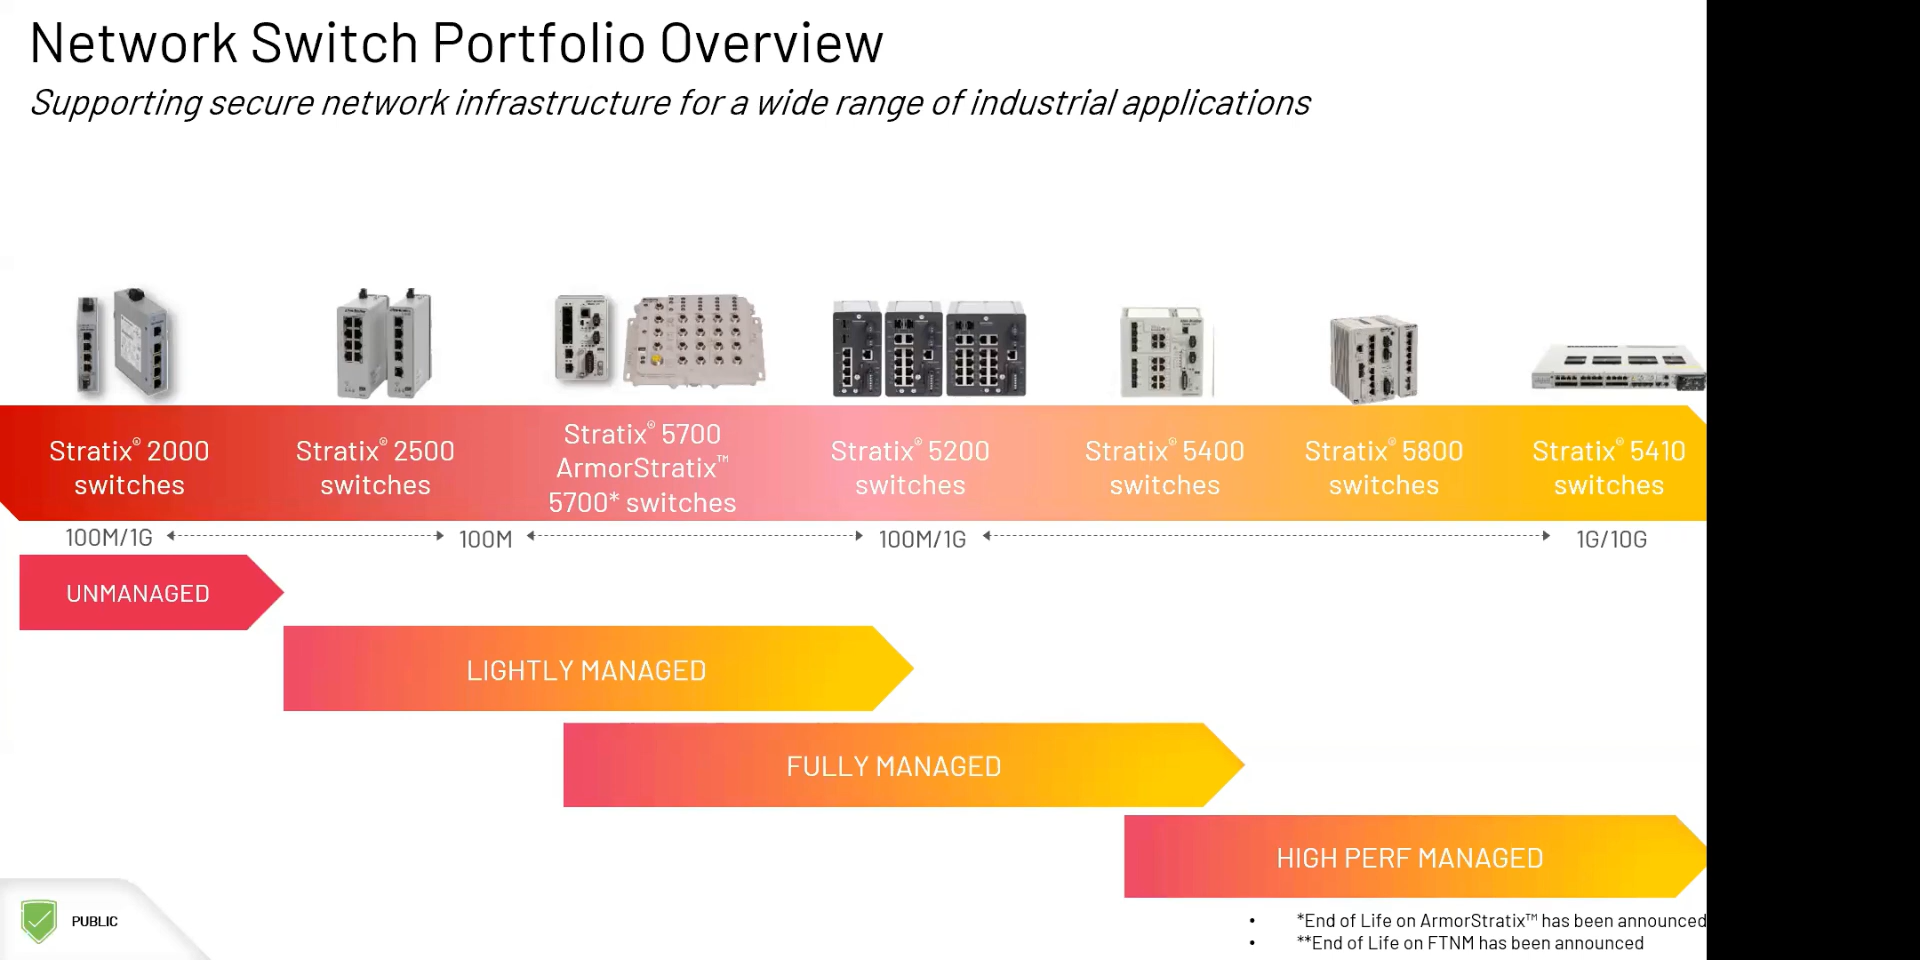 Network Switch Portfolio Overview
Supporting secure network infrastructure for a wide range of industrial applications
Stratix® 2000
switches
Stratix® 2500
switches
Stratix® 5700
ArmorStratix™
5700* switches
Stratix® 5200
switches
Stratix® 5400
switches
Stratix® 5800
switches
Stratix® 5410
switches
100M/1G
100M
100M/1G
1G/10G
UNMANAGED
LIGHTLY MANAGED
FULLY MANAGED
HIGH PERF MANAGED
PUBLIC
• *End of Life on ArmorStratix™ has been announced
• **End of Life on FTNM has been announced